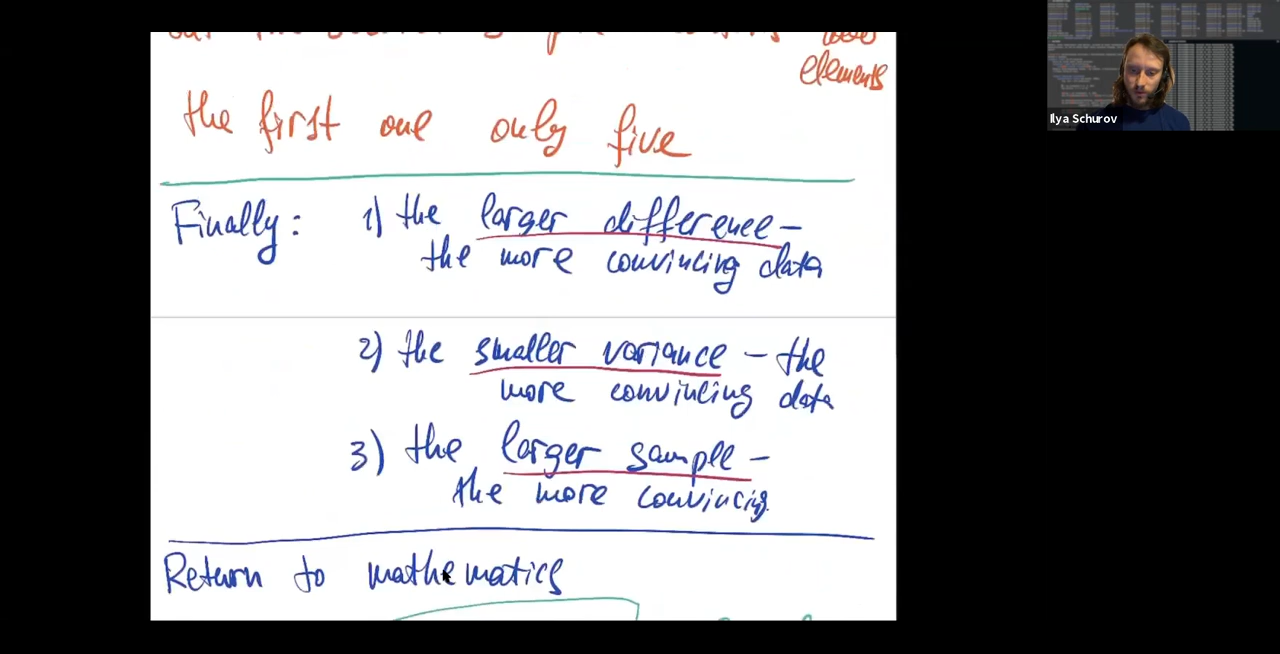 elements
the first one only five
Finally: 1) the larger difference –
the more convincing data
2) the smaller variance – the
more convincing data
3) the larger sample –
the more convincing.
Return to mathematics
Ilya Schurov